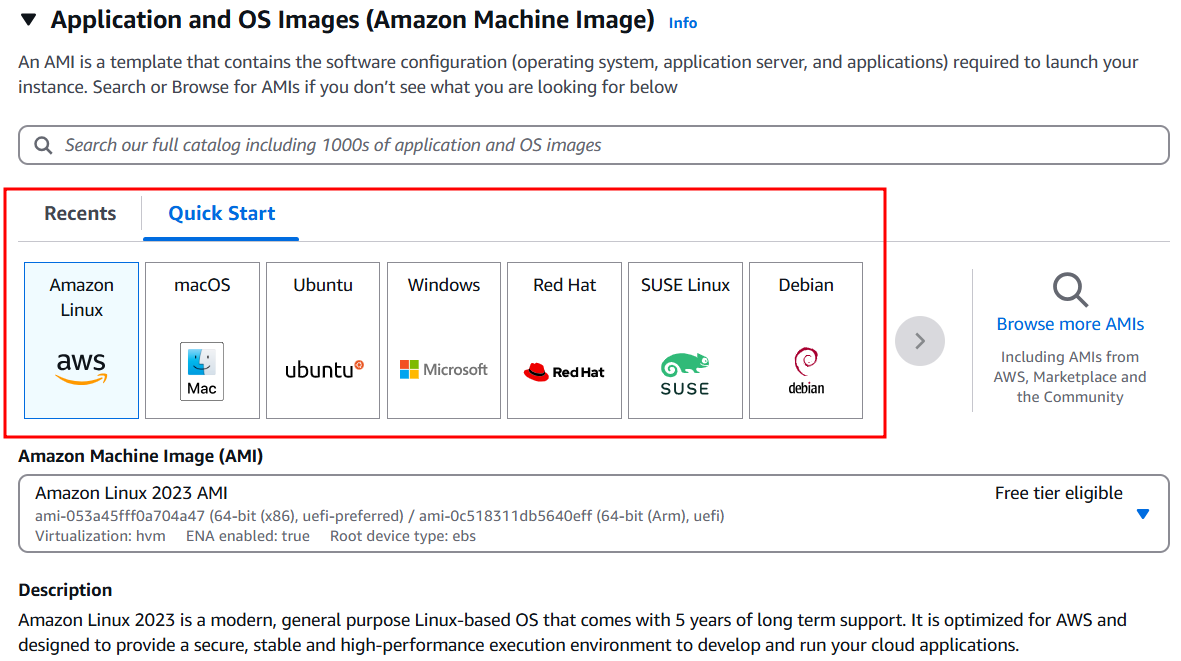 Application and OS Images (Amazon Machine Image) Info
An AMI is a template that contains the software configuration (operating system, application server, and applications) required to launch your
instance. Search or Browse for AMIs if you don’t see what you are looking for below
Search our full catalog including 1000s of application and OS images
Recents
Quick Start
Amazon
Linux
aws
macOS
Mac
Ubuntu
ubuntu
Windows
Microsoft
Red Hat
Red Hat
SUSE Linux
SUSE
Debian
debian
Browse more AMIs
Including AMIs from
AWS, Marketplace and
the Community
Amazon Machine Image (AMI)
Amazon Linux 2023 AMI
Free tier eligible
ami-053a45fff0a704a47 (64-bit (x86), uefi-preferred) / ami-0c518311db5640eff (64-bit (Arm), uefi)
Virtualization: hvm ENA enabled: true Root device type: ebs
Description
Amazon Linux 2023 is a modern, general purpose Linux-based OS that comes with 5 years of long term support. It is optimized for AWS and
designed to provide a secure, stable and high-performance execution environment to develop and run your cloud applications.